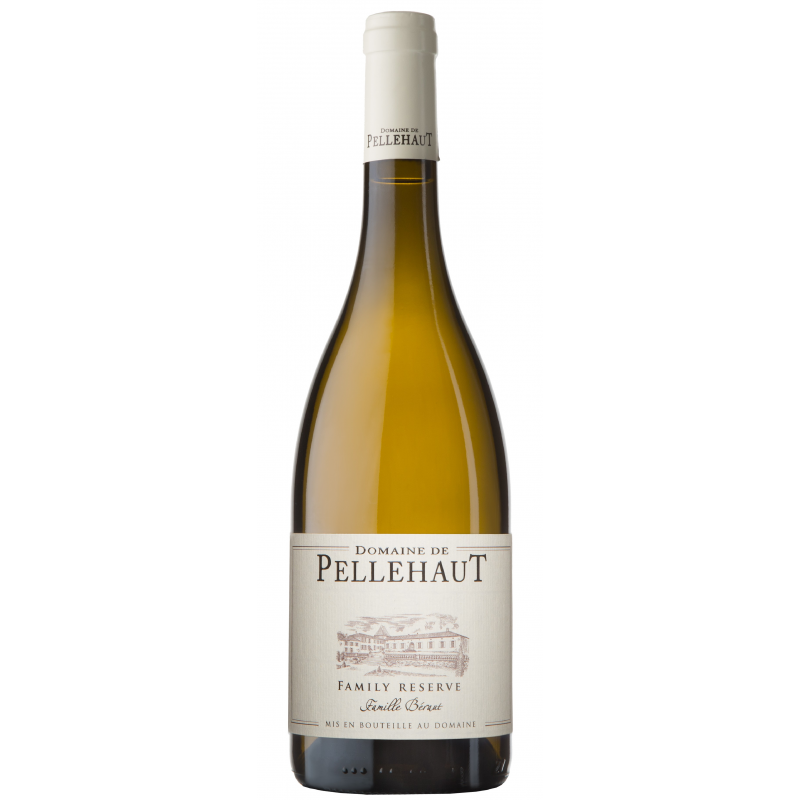 DOMAINE DE
PELLEHAUT
DOMAINE DE
PELLEHAUT
FAMILY RESERVE
Famille Béraut
MIS EN BOUTEILLE AU DOMAINE